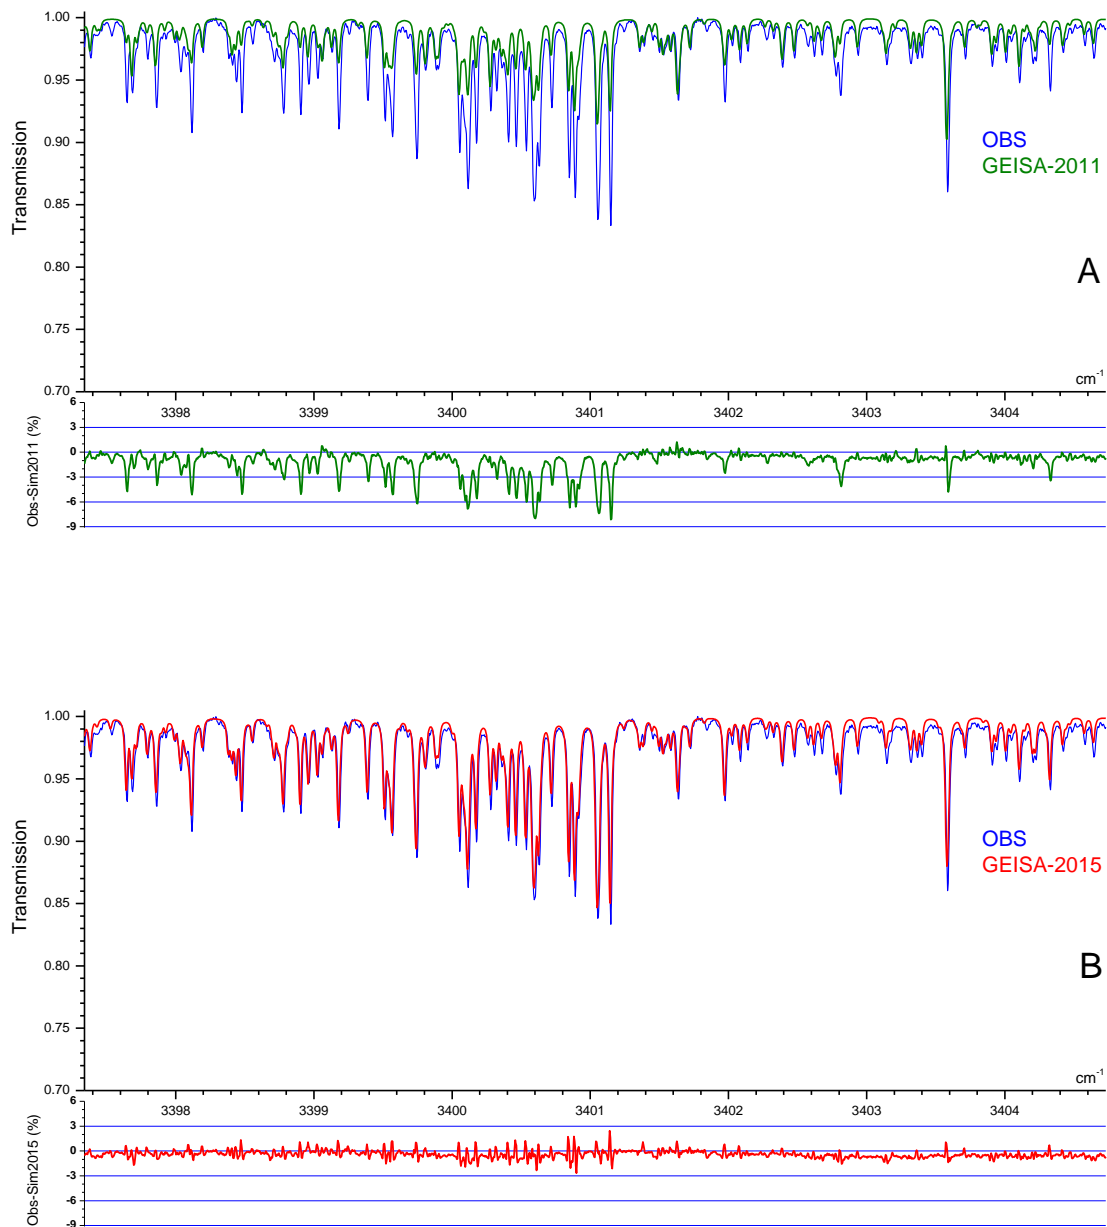 1.00
0.95
0.90
0.85
0.80
0.75
0.70
Transmission
OBS
GEISA-2011
A
cm-1
3398 3399 3400 3401 3402 3403 3404
6
3
0
-3
-6
-9
Obs-Sim2011 (%)
1.00
0.95
0.90
0.85
0.80
0.75
0.70
Transmission
OBS
GEISA-2015
B
cm-1
3398 3399 3400 3401 3402 3403 3404
6
3
0
-3
-6
-9
Obs-Sim2015 (%)